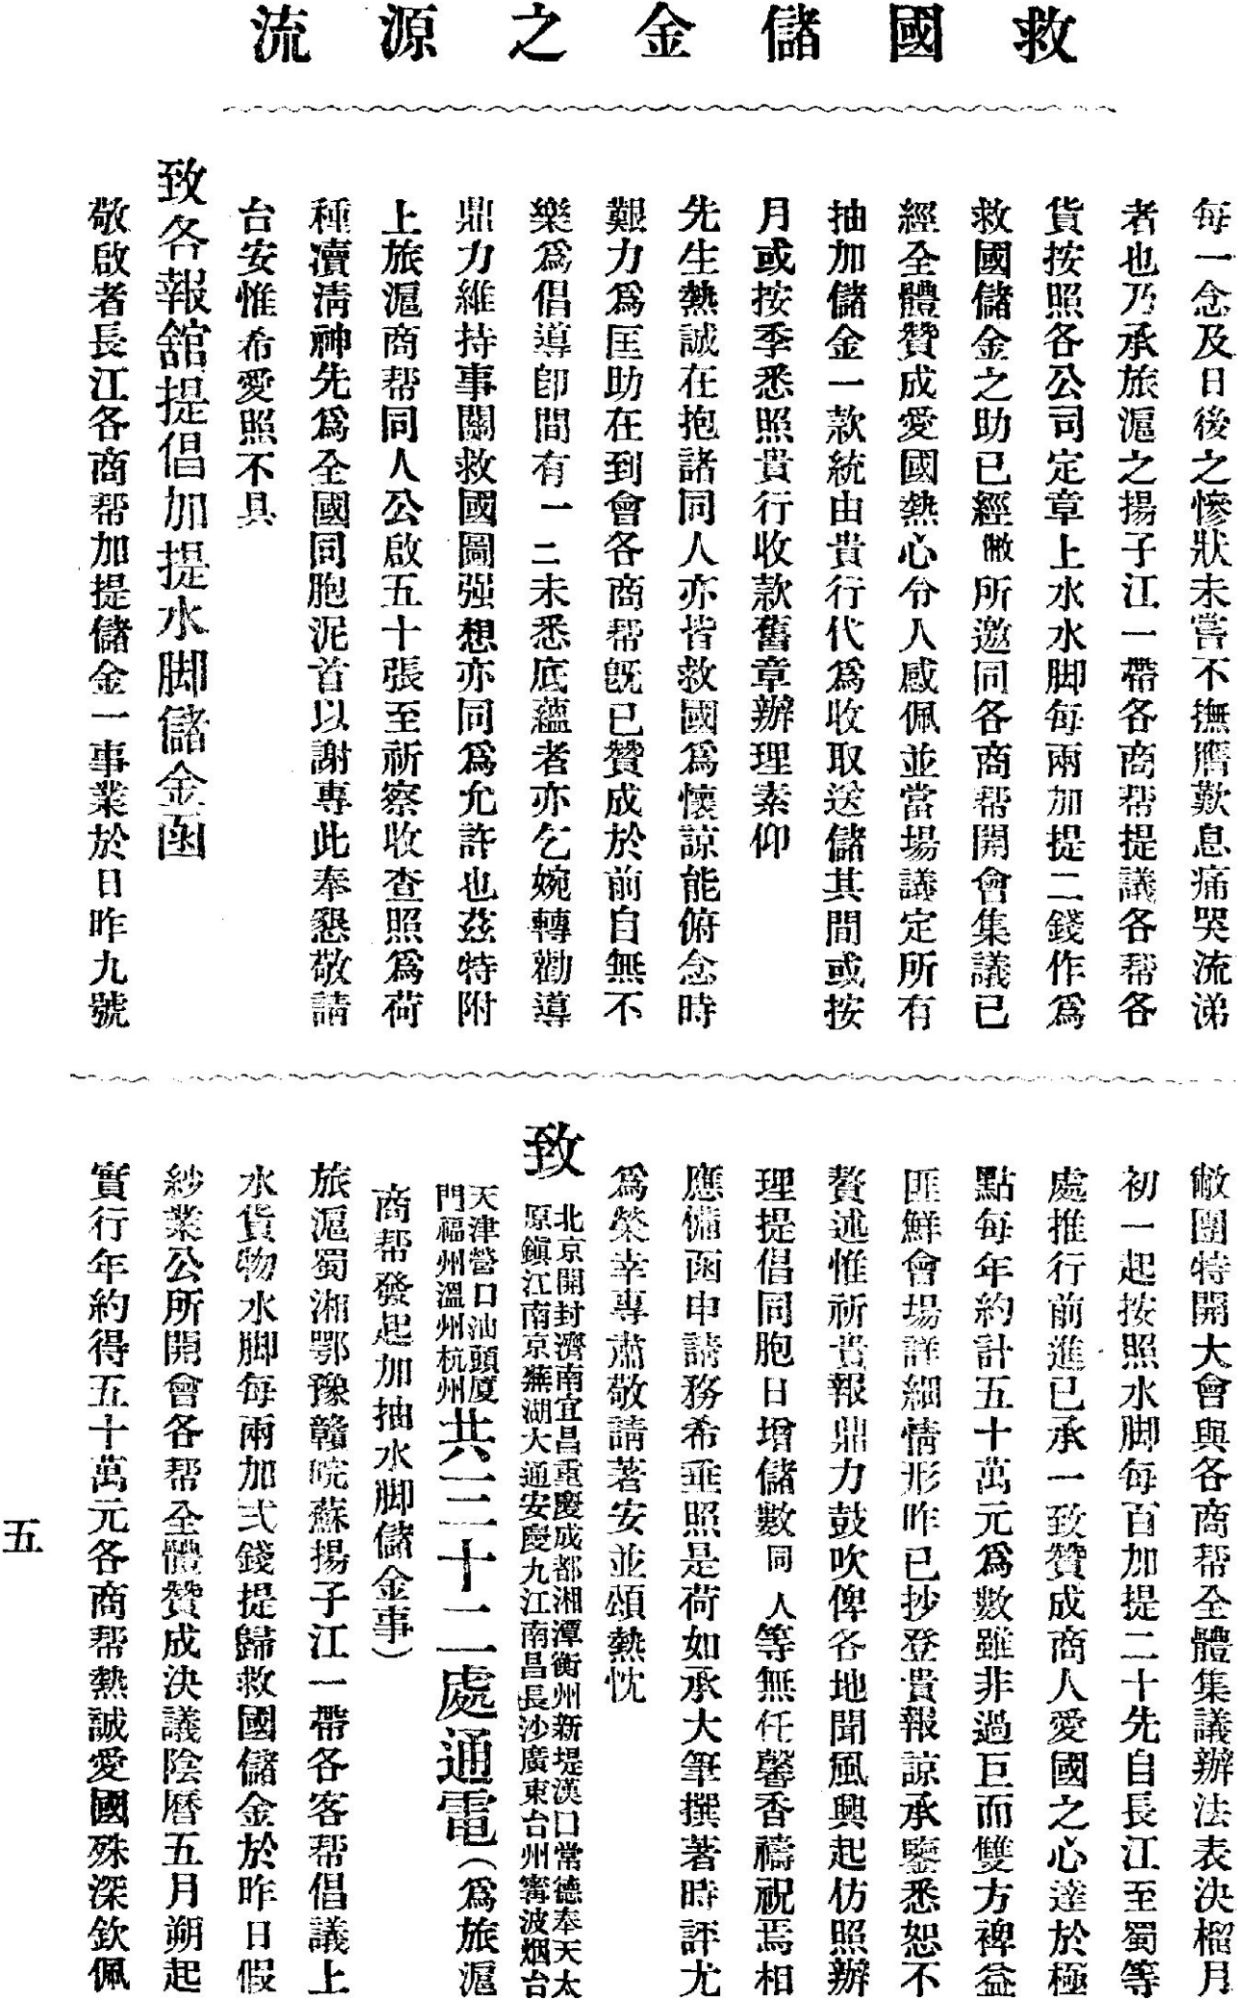 救國儲金之源流
每一念及日後之慘狀未嘗不撫膺歎息痛哭流涕
者也乃承旅滬之揚子江一帶各商帮提議各帮各
貨按照各公司定章上水水脚每兩加提二錢作爲
救國儲金之助已經敝所邀同各商帮開會集議已
經全體贊成愛國熱心令人感佩並當場議定所有
抽加儲金一款統由貴行代爲收取送儲其間或按
月或按季悉照貴行收款舊章辦理素仰
先生熱誠在抱諸同人亦皆救國爲懷諒能俯念時
艱力爲匡助在到會各商帮旣已贊成於前自無不
樂爲倡導卽間有一二未悉底蘊者亦乞婉轉勸導
鼎力維持事關救國圖强想亦同爲允許也茲特附
上旅滬商帮同人公啟五十張至祈察收查照爲荷
種瀆淸神先爲全國同胞泥首以謝專此奉懇敬請
台安惟希愛照不具
致各報舘提倡加提水脚儲金函
敬啟者長江各商帮加提儲金一事業於日昨九號
敝團特開大會與各商帮全體集議辦法表決榴月
初一起按照水脚每百加提二十先自長江至蜀等
處推行前進已承一致贊成商人愛國之心達於極
點每年約計五十萬元爲數雖非過巨而雙方裨益
匪鮮會場詳細情形昨已抄登貴報諒承鑒悉恕不
贅述惟祈貴報鼎力鼓吹俾各地聞風興起仿照辦
理提倡同胞日增儲數同人等無任馨香禱祝焉相
應備函申請務希垂照是荷如承大筆撰著時評尤
爲榮幸專肅敬請著安並頌熱忱
致北京開封濟南宜昌重慶成都湘潭衡州新堤漢口常德奉天太
原鎭江南京蕪湖大通安慶九江南昌長沙廣東台州寗波烟台
天津營口汕頭厦
門福州溫州杭州共三十二處通電（爲旅滬
商帮發起加抽水脚儲金事）
旅滬蜀湘鄂豫贛皖蘇揚子江一帶各客帮倡議上
水貨物水脚每兩加弍錢提歸救國儲金於昨日假
紗業公所開會各帮全體贊成決議陰曆五月朔起
實行年約得五十萬元各商帮熱誠愛國殊深欽佩
五